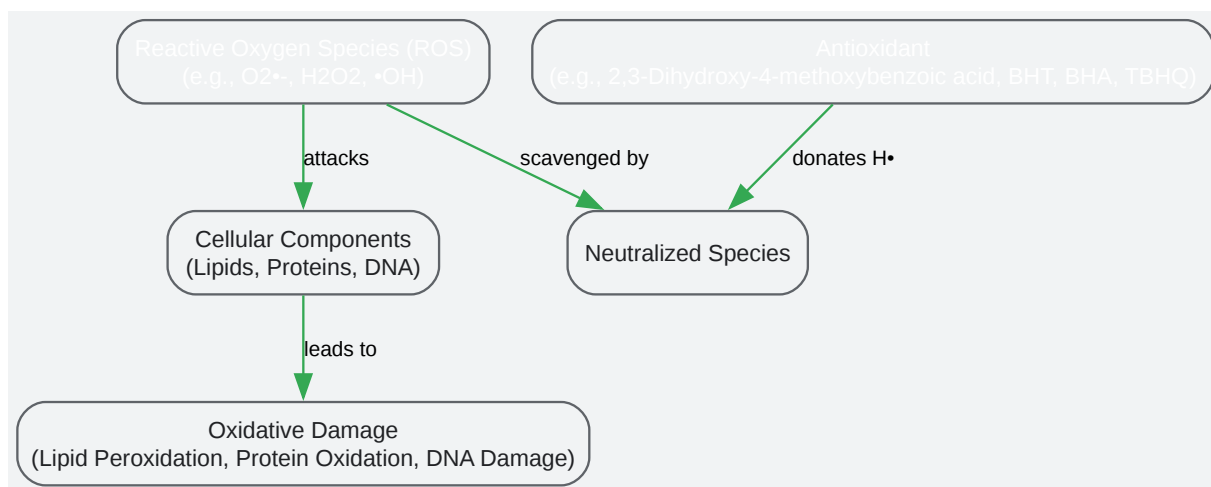 Reactive Oxygen Species (ROS)
(e.g., O2•-, H2O2, •OH)
Antioxidant
(e.g., 2,3-Dihydroxy-4-methoxybenzoic acid, BHT, BHA, TBHQ)
attacks
scavenged by
donates H•
Cellular Components
(Lipids, Proteins, DNA)
Neutralized Species
leads to
Oxidative Damage
(Lipid Peroxidation, Protein Oxidation, DNA Damage)